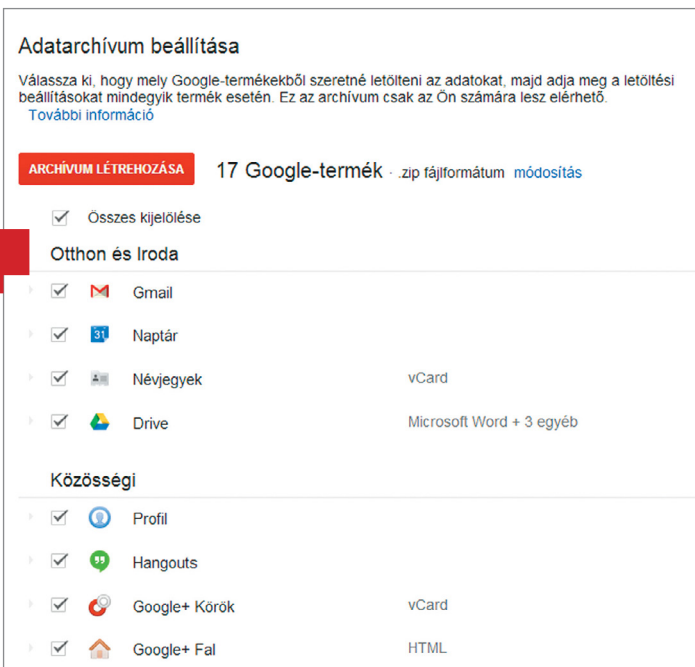 Adatarchívum beállítása
Válassza ki, hogy mely Google-termékekből szeretné letölteni az adatokat, majd adja meg a letöltési
beállításokat mindegyik termék esetén. Ez az archívum csak az Ön számára lesz elérhető.
További információ
ARCHÍVUM LÉTREHOZÁSA 17 Google-termék · .zip fájlformátum módosítás
Összes kijelölése
Otthon és Iroda
Gmail
31 Naptár
Névjegyek vCard
Drive Microsoft Word + 3 egyéb
Közösségi
Profil
Hangouts
Google+ Körök vCard
Google+ Fal HTML